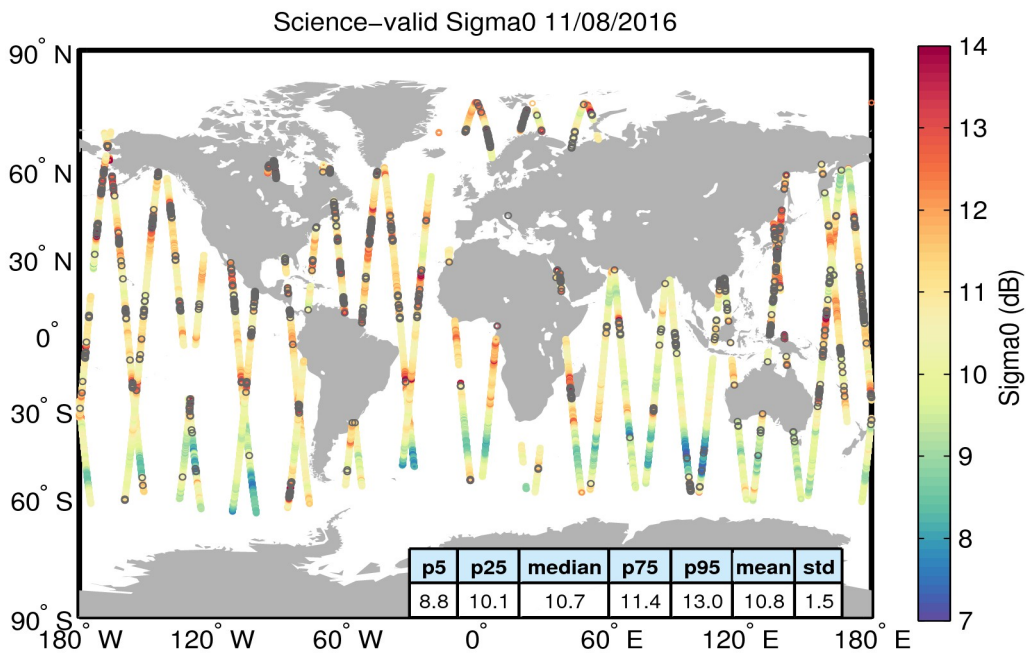 Science−valid Sigma0 11/08/2016
90° N
60° N
30° N
0°
30° S
60° S
90° S
180° W
120° W
60° W
0°
60° E
120° E
180° E
p5 p25 median p75 p95 mean std
8.8 10.1 10.7 11.4 13.0 10.8 1.5
14
13
12
11
10
9
8
7
Sigma0 (dB)